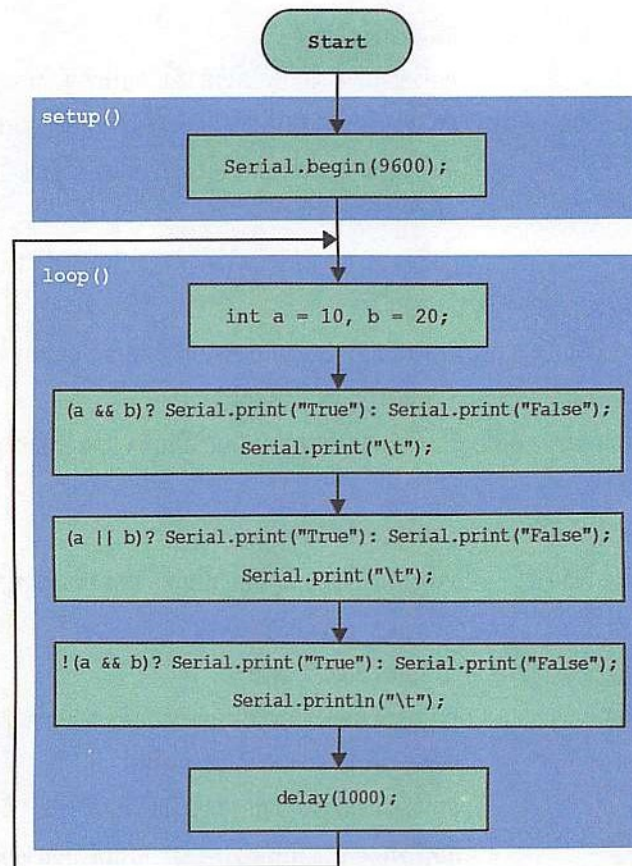 Start
setup()
Serial.begin(9600);
loop()
int a = 10, b = 20;
(a && b)? Serial.print("True"): Serial.print("False");
Serial.print("\t");
(a || b)? Serial.print("True"): Serial.print("False");
Serial.print("\t");
!(a && b)? Serial.print("True"): Serial.print("False");
Serial.println("\t");
delay(1000);